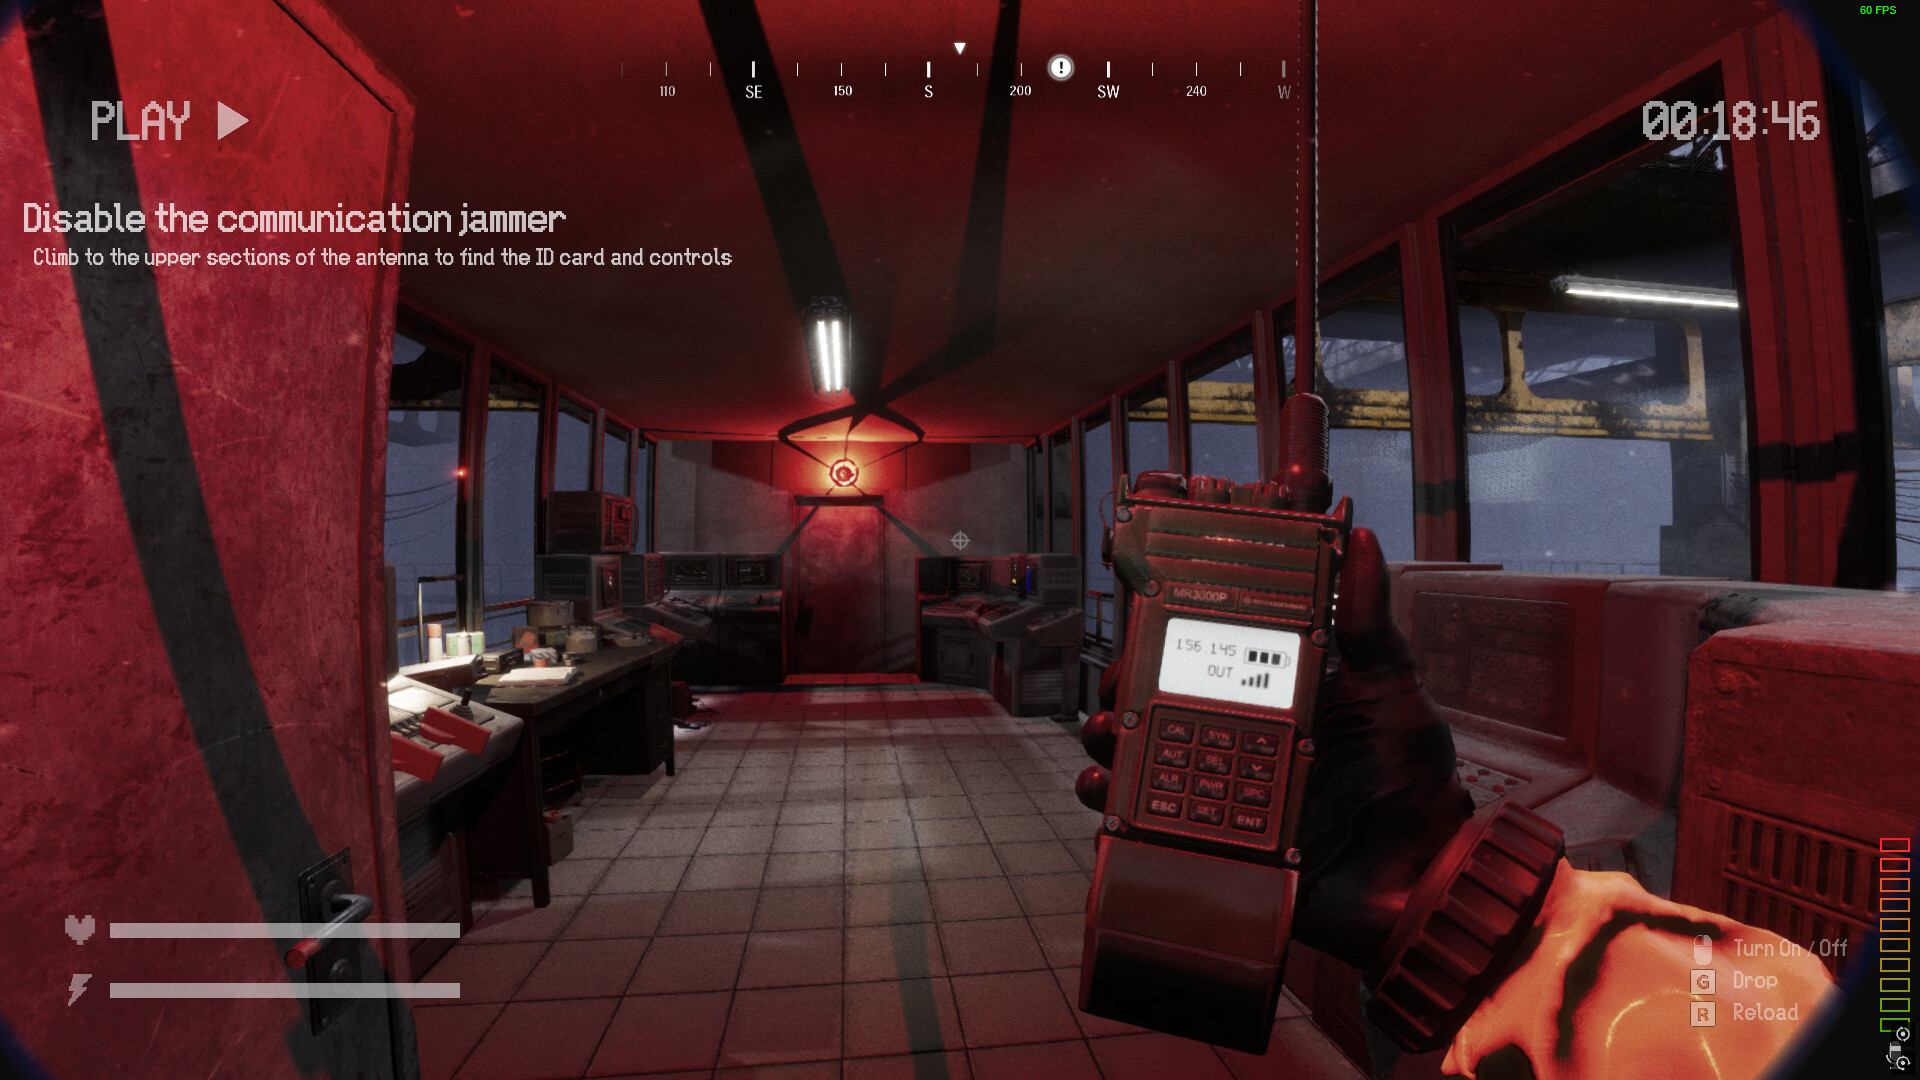 60 FPS
110 SE 150 S 200 SW 240 W
PLAY
00:18:46
Disable the communication jammer
Climb to the upper sections of the antenna to find the ID card and controls
MR3000P
156.145
OUT
CAL SYN
AUT SEL
ALR PWR SPC
ESC SET ENT
Turn On / Off
G Drop
R Reload